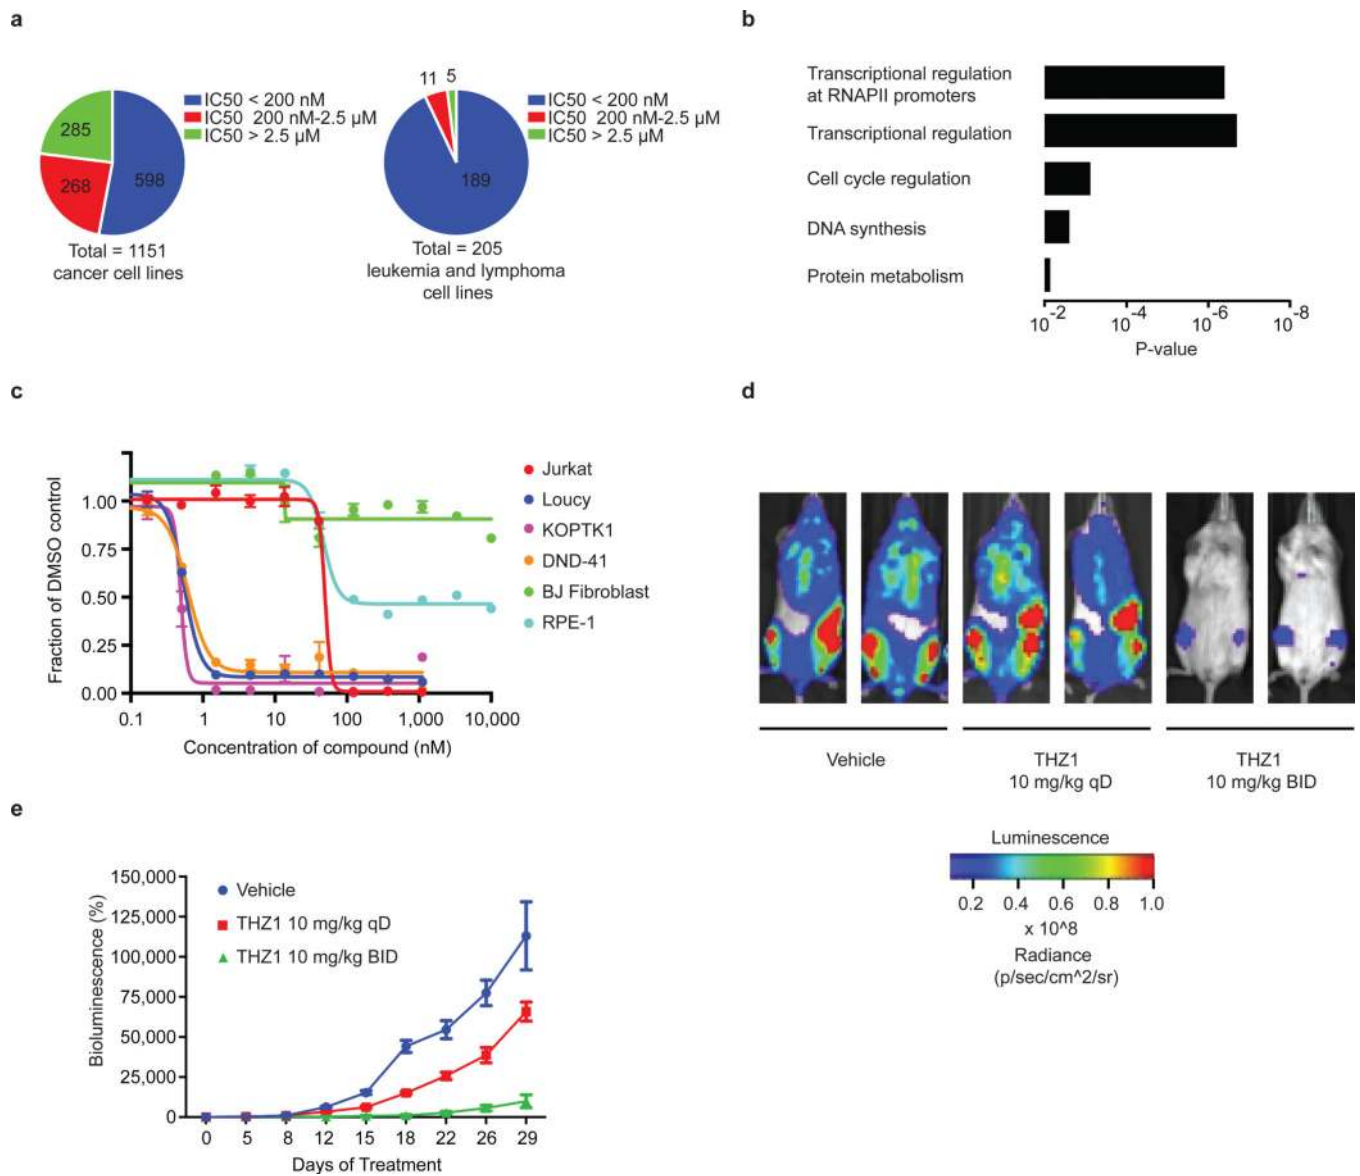 a
285
268
598
IC50 < 200 nM
IC50 200 nM-2.5 µM
IC50 > 2.5 µM
Total = 1151
cancer cell lines
11
5
189
IC50 < 200 nM
IC50 200 nM-2.5 µM
IC50 > 2.5 µM
Total = 205
leukemia and lymphoma
cell lines
b
Transcriptional regulation
at RNAPII promoters
Transcriptional regulation
Cell cycle regulation
DNA synthesis
Protein metabolism
10^-2 10^-4 10^-6 10^-8
P-value
c
Fraction of DMSO control
1.00
0.75
0.50
0.25
0.00
0.1 1 10 100 1,000 10,000
Concentration of compound (nM)
Jurkat
Loucy
KOPTK1
DND-41
BJ Fibroblast
RPE-1
d
Vehicle
THZ1
10 mg/kg qD
THZ1
10 mg/kg BID
Luminescence
0.2 0.4 0.6 0.8 1.0
x 10^8
Radiance
(p/sec/cm^2/sr)
e
Bioluminescence (%)
150,000
125,000
100,000
75,000
50,000
25,000
0
Vehicle
THZ1 10 mg/kg qD
THZ1 10 mg/kg BID
0 5 8 12 15 18 22 26 29
Days of Treatment